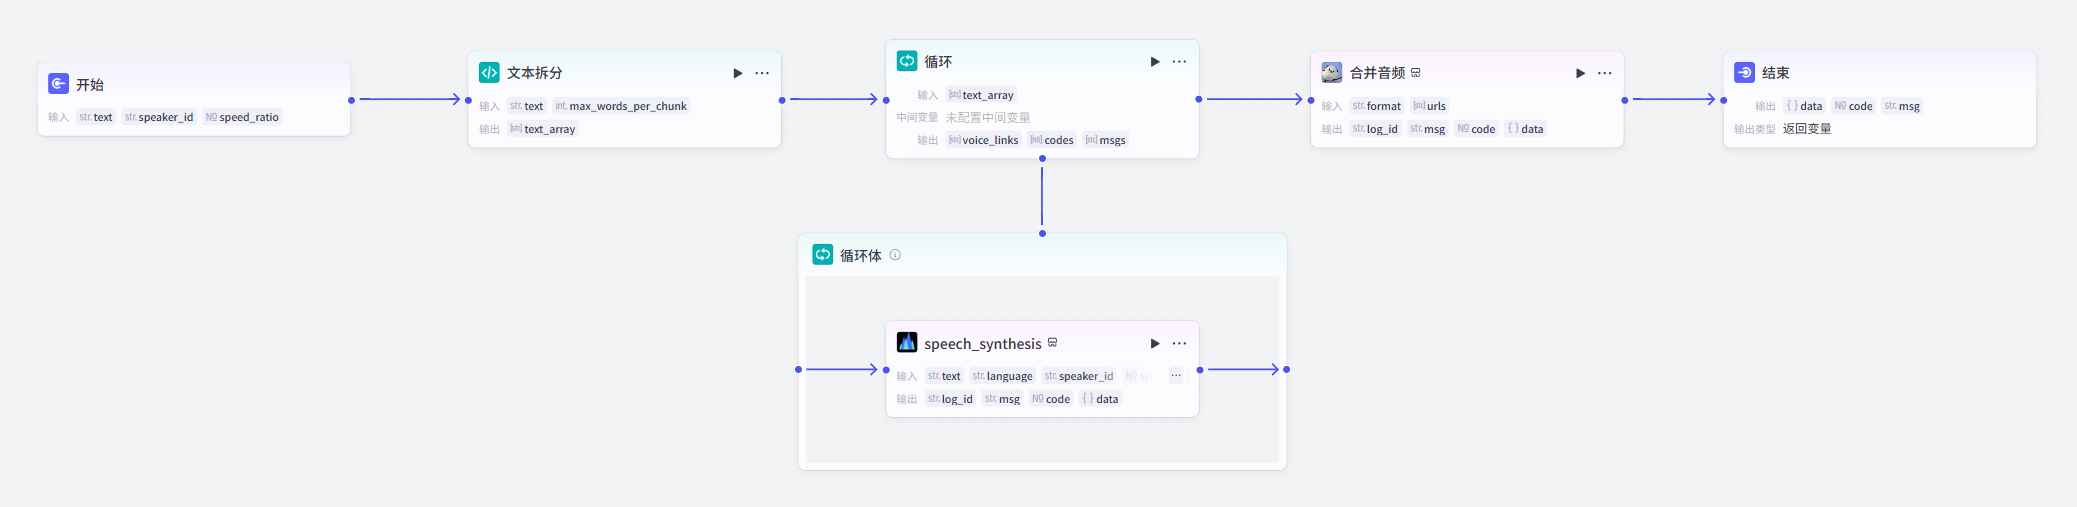 开始
输入 str. text str. speaker_id N0 speed_ratio
文本拆分
输入 str. text int. max_words_per_chunk
输出 [str] text_array
循环
输入 [str] text_array
中间变量 未配置中间变量
输出 [str] voice_links [N0] codes [str] msgs
合并音频
输入 str. format [str] urls
输出 str. log_id str. msg N0 code { } data
结束
输出 { } data N0 code str. msg
输出类型 返回变量
循环体
speech_synthesis
输入 str. text str. language str. speaker_id N0 sp ...
输出 str. log_id str. msg N0 code { } data